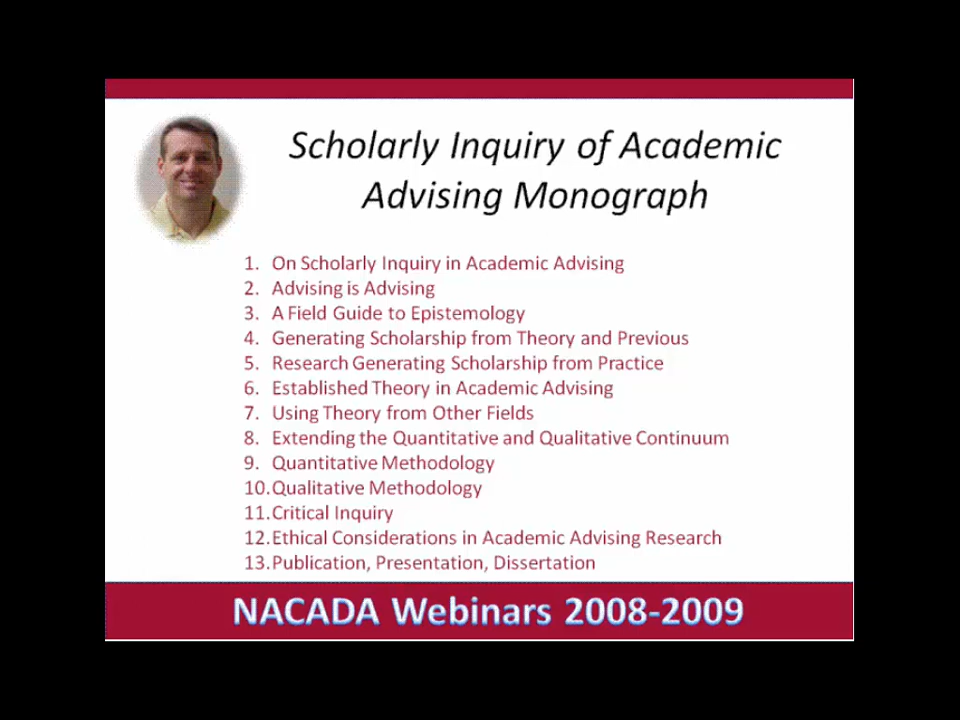 Scholarly Inquiry of Academic
Advising Monograph
1. On Scholarly Inquiry in Academic Advising
2. Advising is Advising
3. A Field Guide to Epistemology
4. Generating Scholarship from Theory and Previous
5. Research Generating Scholarship from Practice
6. Established Theory in Academic Advising
7. Using Theory from Other Fields
8. Extending the Quantitative and Qualitative Continuum
9. Quantitative Methodology
10. Qualitative Methodology
11. Critical Inquiry
12. Ethical Considerations in Academic Advising Research
13. Publication, Presentation, Dissertation
NACADA Webinars 2008-2009